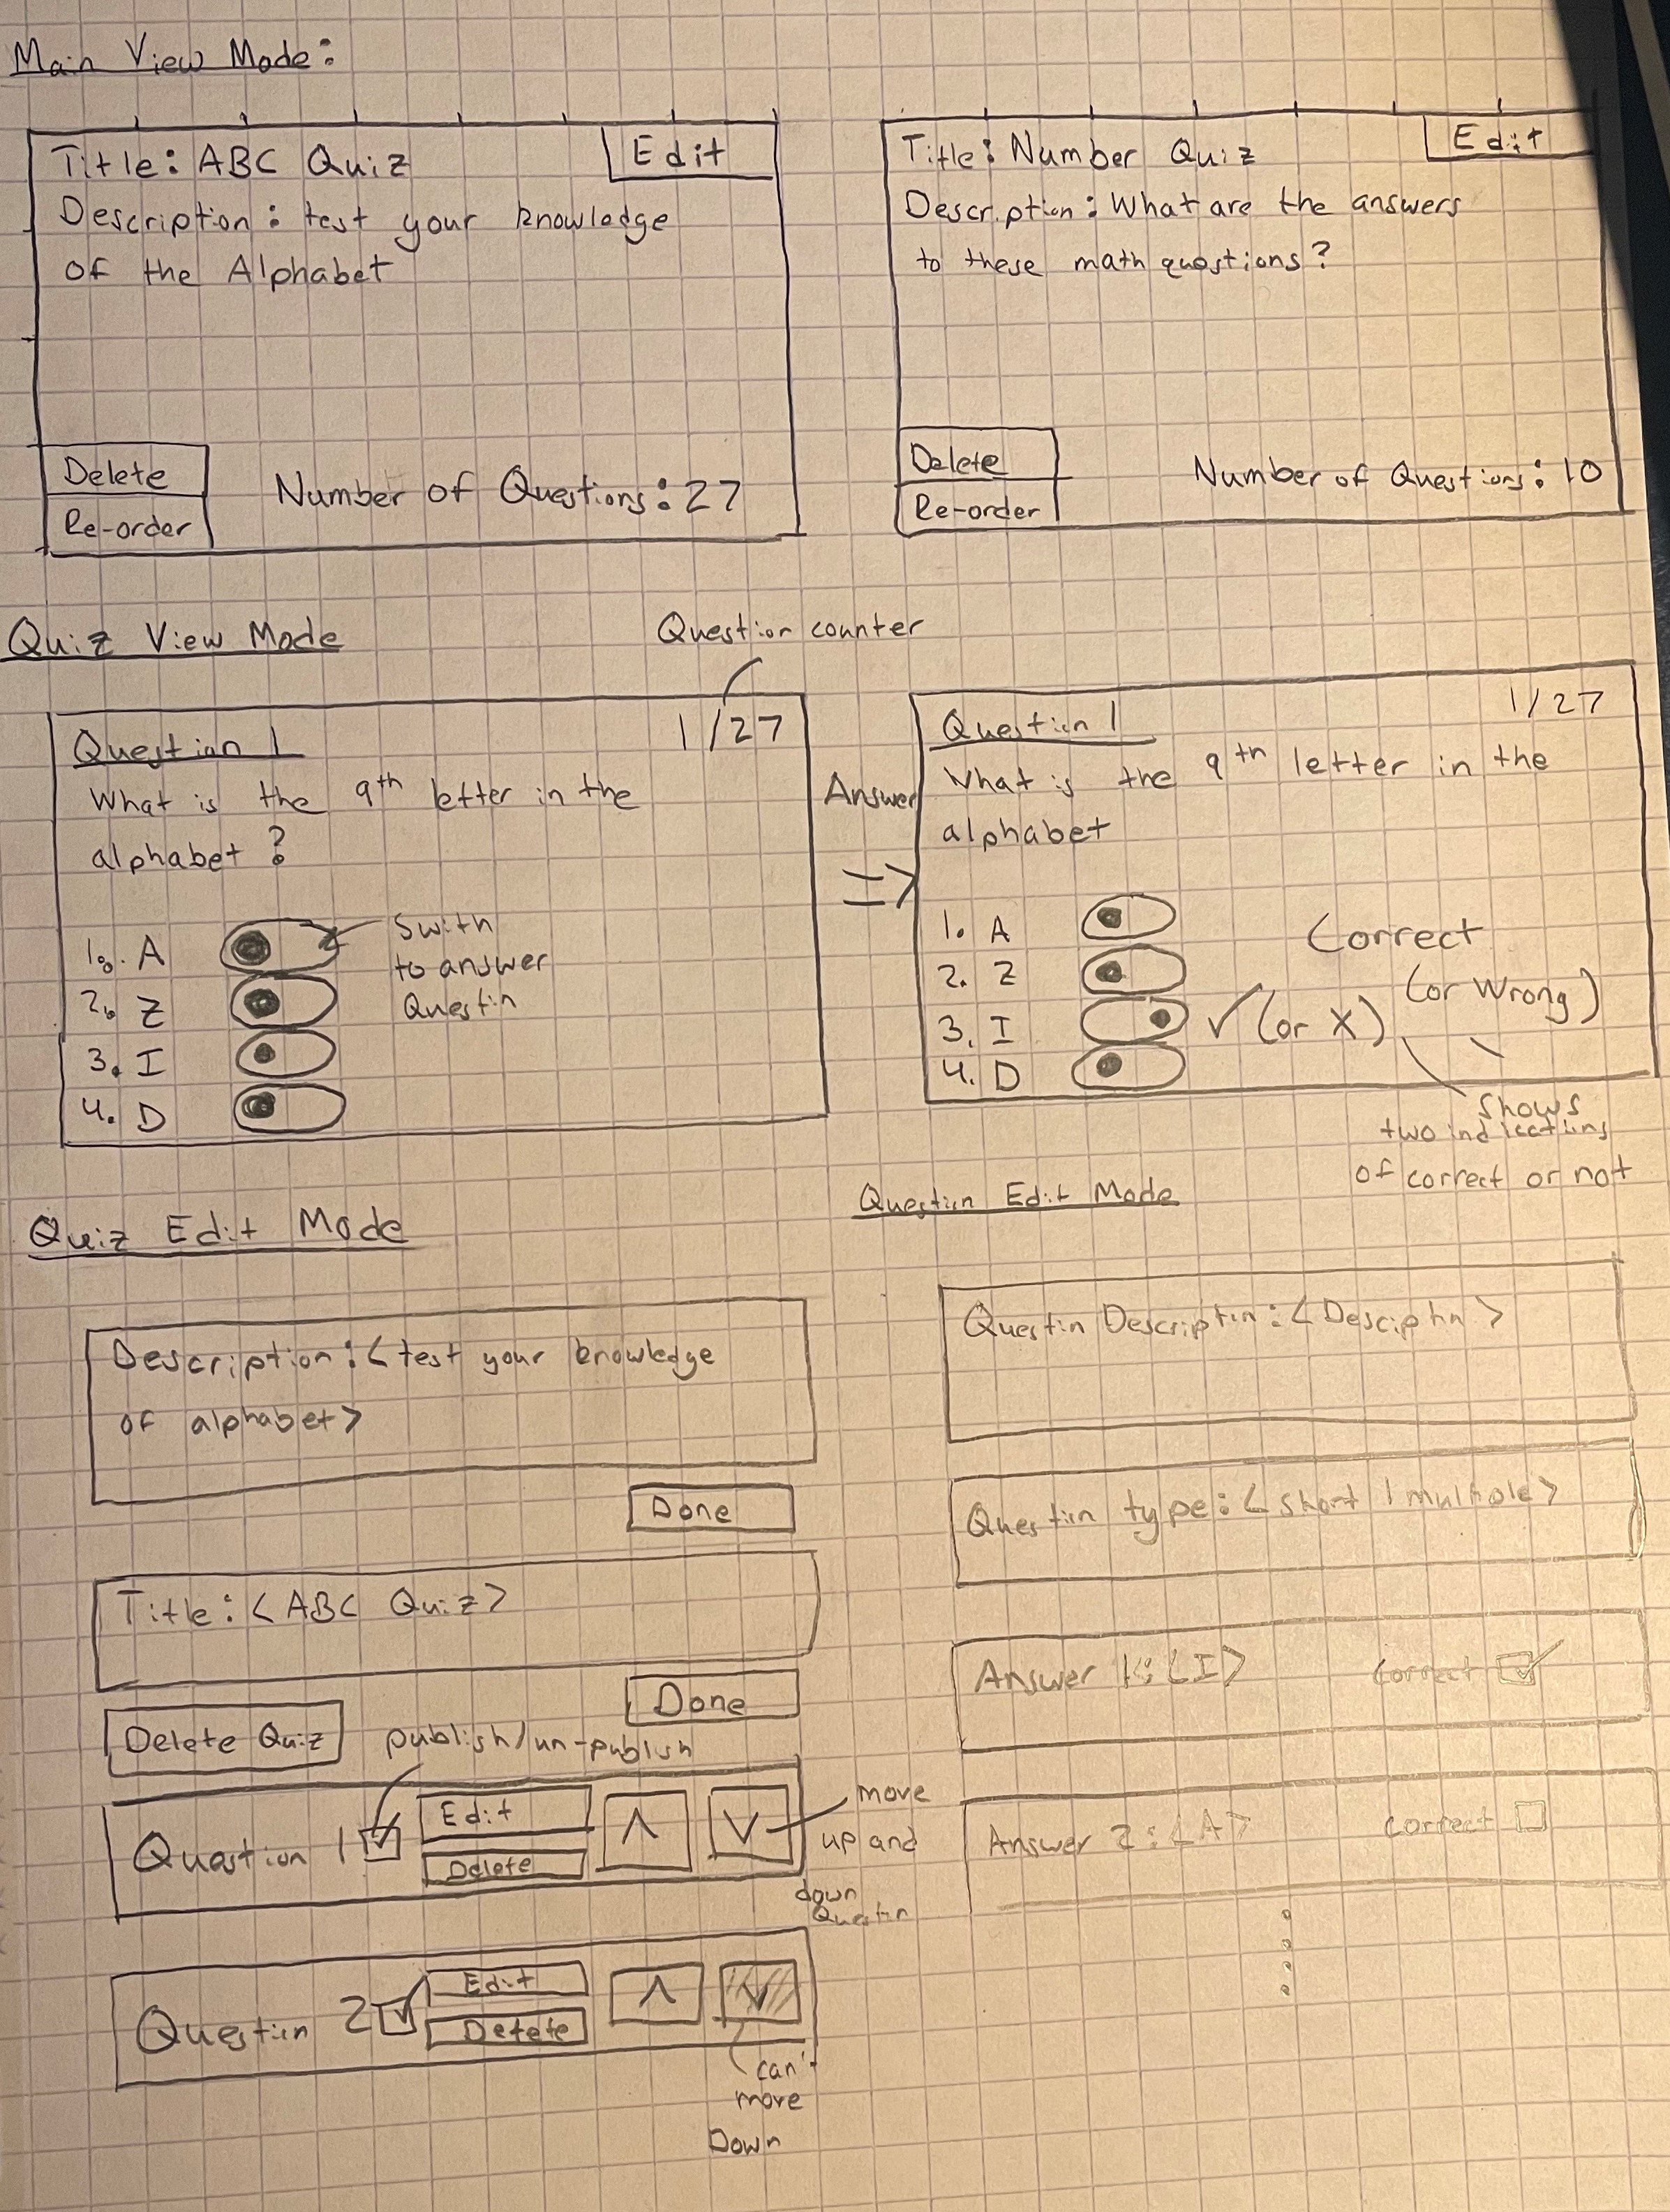 Main View Mode:
Title: ABC Quiz
Edit
Description: test your knowledge
of the Alphabet
Delete
Re-order
Number of Questions: 27
Title: Number Quiz
Edit
Description: What are the answers
to these math questions?
Delete
Re-order
Number of Questions: 10
Quiz View Mode
Question counter
Question 1
1/27
What is the 9th letter in the
alphabet?
1. A
2. Z
3. I
4. D
Swith
to answer
Questin
Answer
=>
Question 1
1/27
What is the 9th letter in the
alphabet
1. A
2. Z
3. I
4. D
✓ (or X)
Correct
(or Wrong)
Shows
two indications
of correct or not
Quiz Edit Mode
Description: < test your knowledge
of alphabet>
Done
Title: < ABC Quiz>
Done
Delete Quiz
publish/un-publish
Question 1
Edit
Delete
move
up and
down
Questin
Question 2
Edit
Delete
can't
move
Down
Question Edit Mode
Questin Descriptin: < Desciptin >
Questin type: < short | multiple>
Answer 1: <I>
correct
Answer 2: <A>
correct